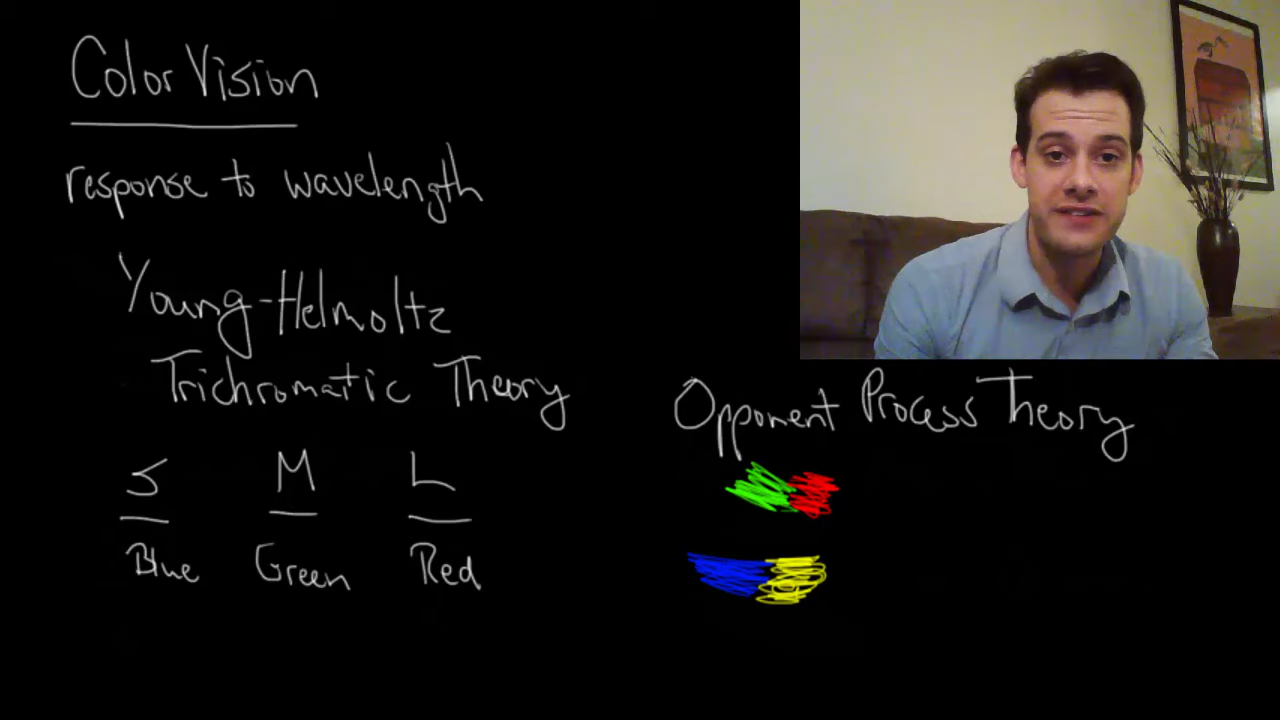 Color Vision
response to wavelength
Young-Helmoltz
Trichromatic Theory
S M L
Blue Green Red
Opponent Process Theory